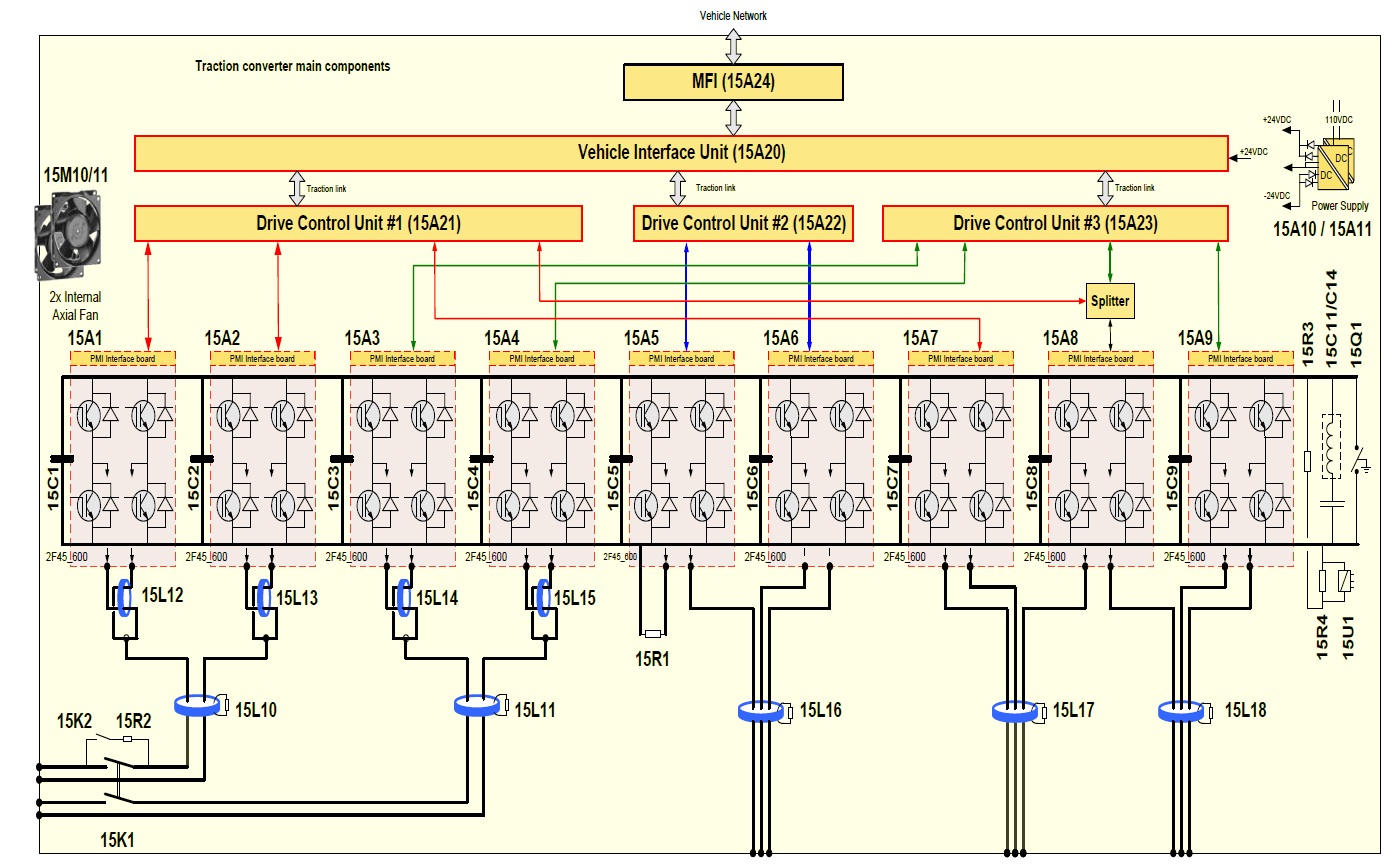 Vehicle Network
Traction converter main components
MFI (15A24)
+24VDC
110VDC
Vehicle Interface Unit (15A20)
+24VDC
DC
DC
15M10/11
Traction link
Traction link
Traction link
-24VDC
Power Supply
Drive Control Unit #1 (15A21)
Drive Control Unit #2 (15A22)
Drive Control Unit #3 (15A23)
15A10 / 15A11
2x Internal
Axial Fan
Splitter
15A1
15A2
15A3
15A4
15A5
15A6
15A7
15A8
15A9
15R3
15C11/C14
15Q1
PMI Interface board
PMI Interface board
PMI Interface board
PMI Interface board
PMI Interface board
PMI Interface board
PMI Interface board
PMI Interface board
PMI Interface board
15C1
15C2
15C3
15C4
15C5
15C6
15C7
15C8
15C9
2F45_600
2F45_600
2F45_600
2F45_600
2F45_600
2F45_600
2F45_600
2F45_600
2F45_600
15L12
15L13
15L14
15L15
15R4
15U1
15R1
15L10
15L11
15L16
15L17
15L18
15K2
15R2
15K1